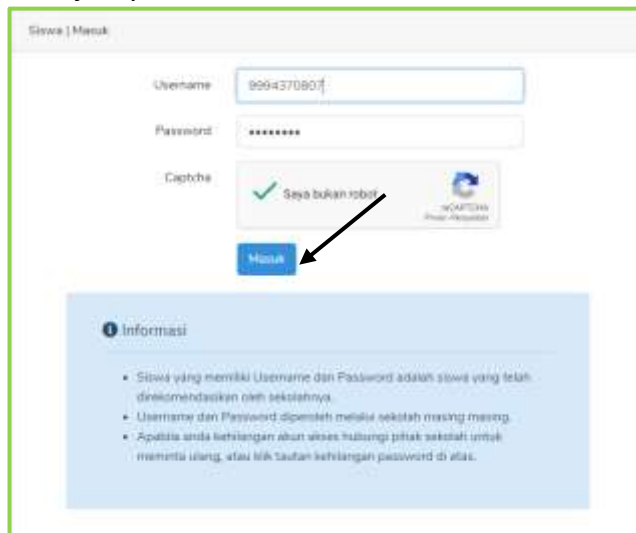 Siswa | Masuk
Username 9994370807
Password ••••••••
Captcha
Saya bukan robot
reCAPTCHA
Masuk
Informasi
Siswa yang memiliki Username dan Password adalah siswa yang telah
direkomendasikan oleh sekolahnya.
Username dan Password diperoleh melalui sekolah masing masing.
Apabila anda kehilangan akun akses hubungi pihak sekolah untuk
meminta ulang, atau klik tautan kehilangan password di atas.